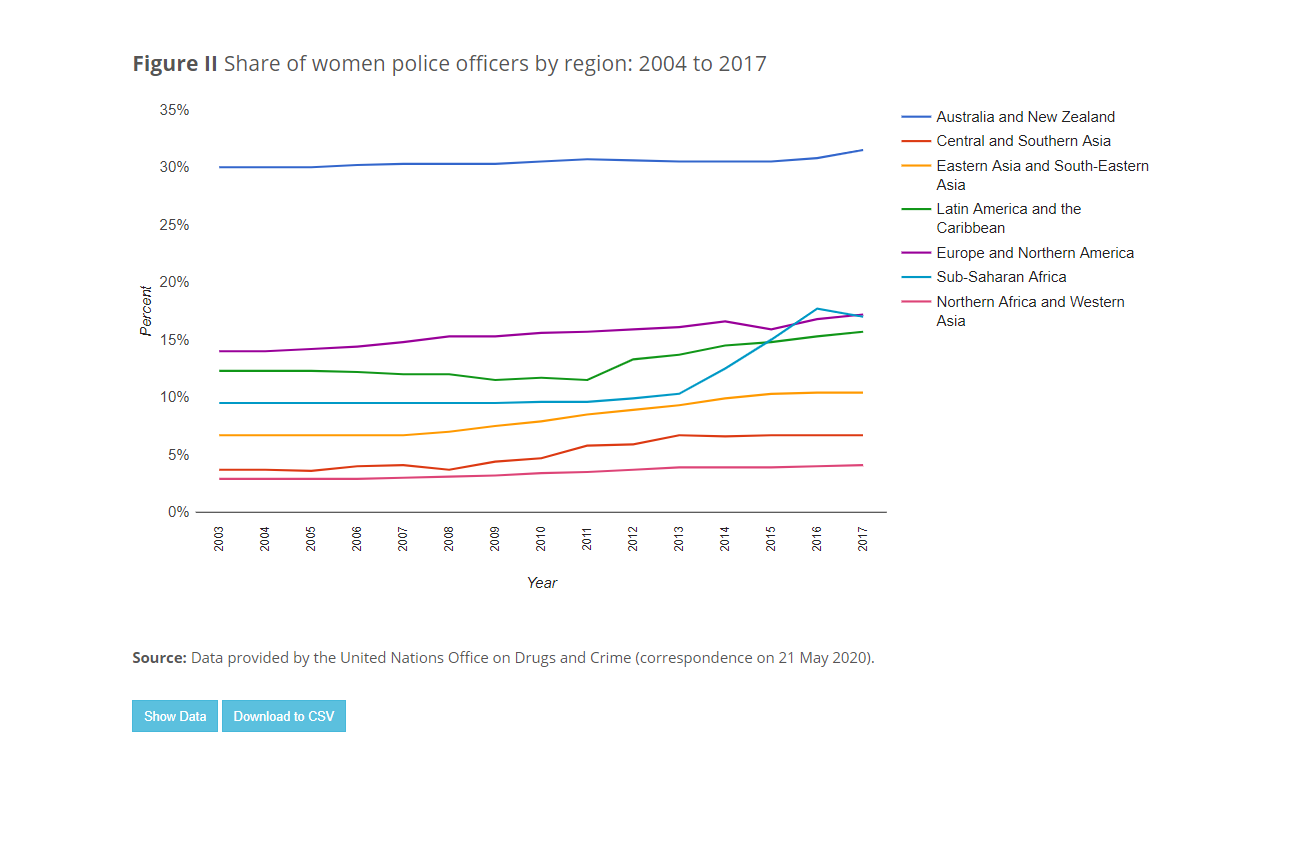 Figure II Share of women police officers by region: 2004 to 2017
35%
30%
25%
20%
15%
10%
5%
0%
Percent
2003
2004
2005
2006
2007
2008
2009
2010
2011
2012
2013
2014
2015
2016
2017
Year
Australia and New Zealand
Central and Southern Asia
Eastern Asia and South-Eastern
Asia
Latin America and the
Caribbean
Europe and Northern America
Sub-Saharan Africa
Northern Africa and Western
Asia
Source: Data provided by the United Nations Office on Drugs and Crime (correspondence on 21 May 2020).
Show Data
Download to CSV